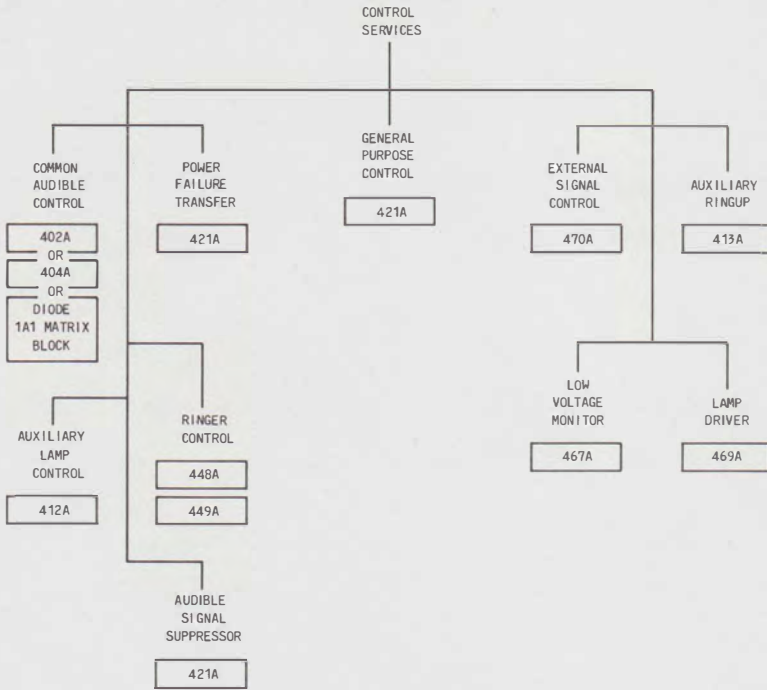 CONTROL
SERVICES
COMMON
AUDIBLE
CONTROL
402A
OR
404A
OR
DIODE
1A1 MATRIX
BLOCK
POWER
FAILURE
TRANSFER
421A
GENERAL
PURPOSE
CONTROL
421A
EXTERNAL
SIGNAL
CONTROL
470A
AUXILIARY
RINGUP
413A
AUXILIARY
LAMP
CONTROL
412A
RINGER
CONTROL
448A
449A
LOW
VOLTAGE
MONITOR
467A
LAMP
DRIVER
469A
AUDIBLE
SIGNAL
SUPPRESSOR
421A